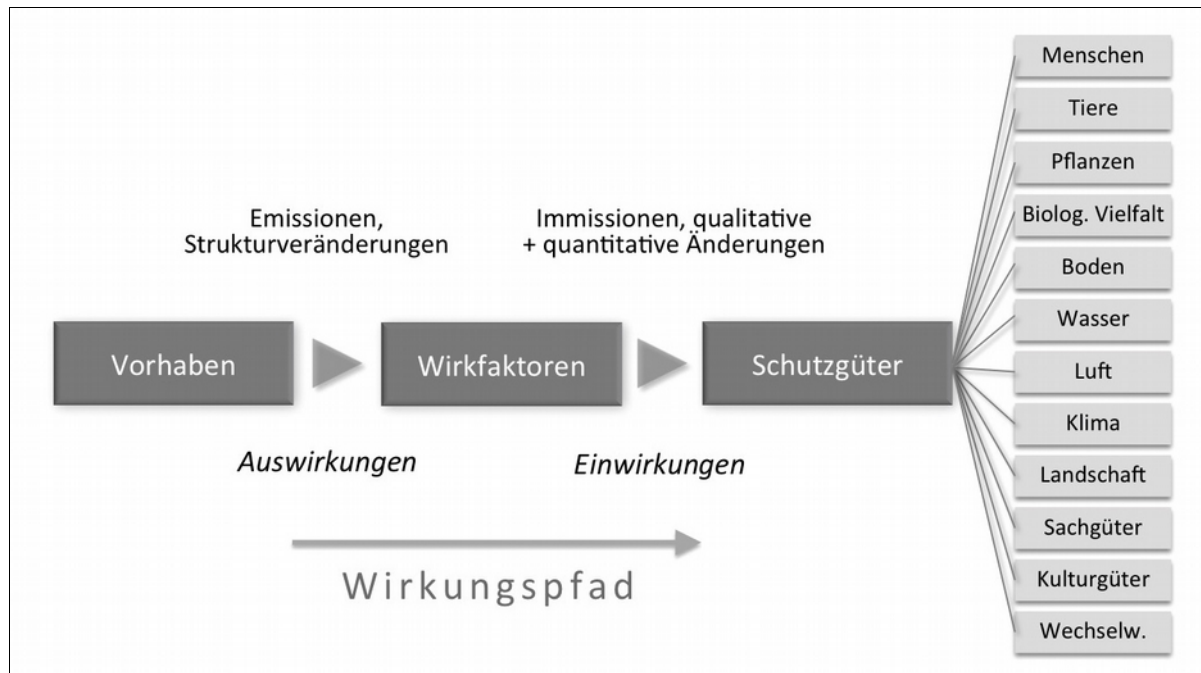 Emissionen,
Strukturveränderungen
Immissionen, qualitative
+ quantitative Änderungen
Vorhaben
Wirkfaktoren
Schutzgüter
Auswirkungen
Einwirkungen
Wirkungspfad
Menschen
Tiere
Pflanzen
Biolog. Vielfalt
Boden
Wasser
Luft
Klima
Landschaft
Sachgüter
Kulturgüter
Wechselw.